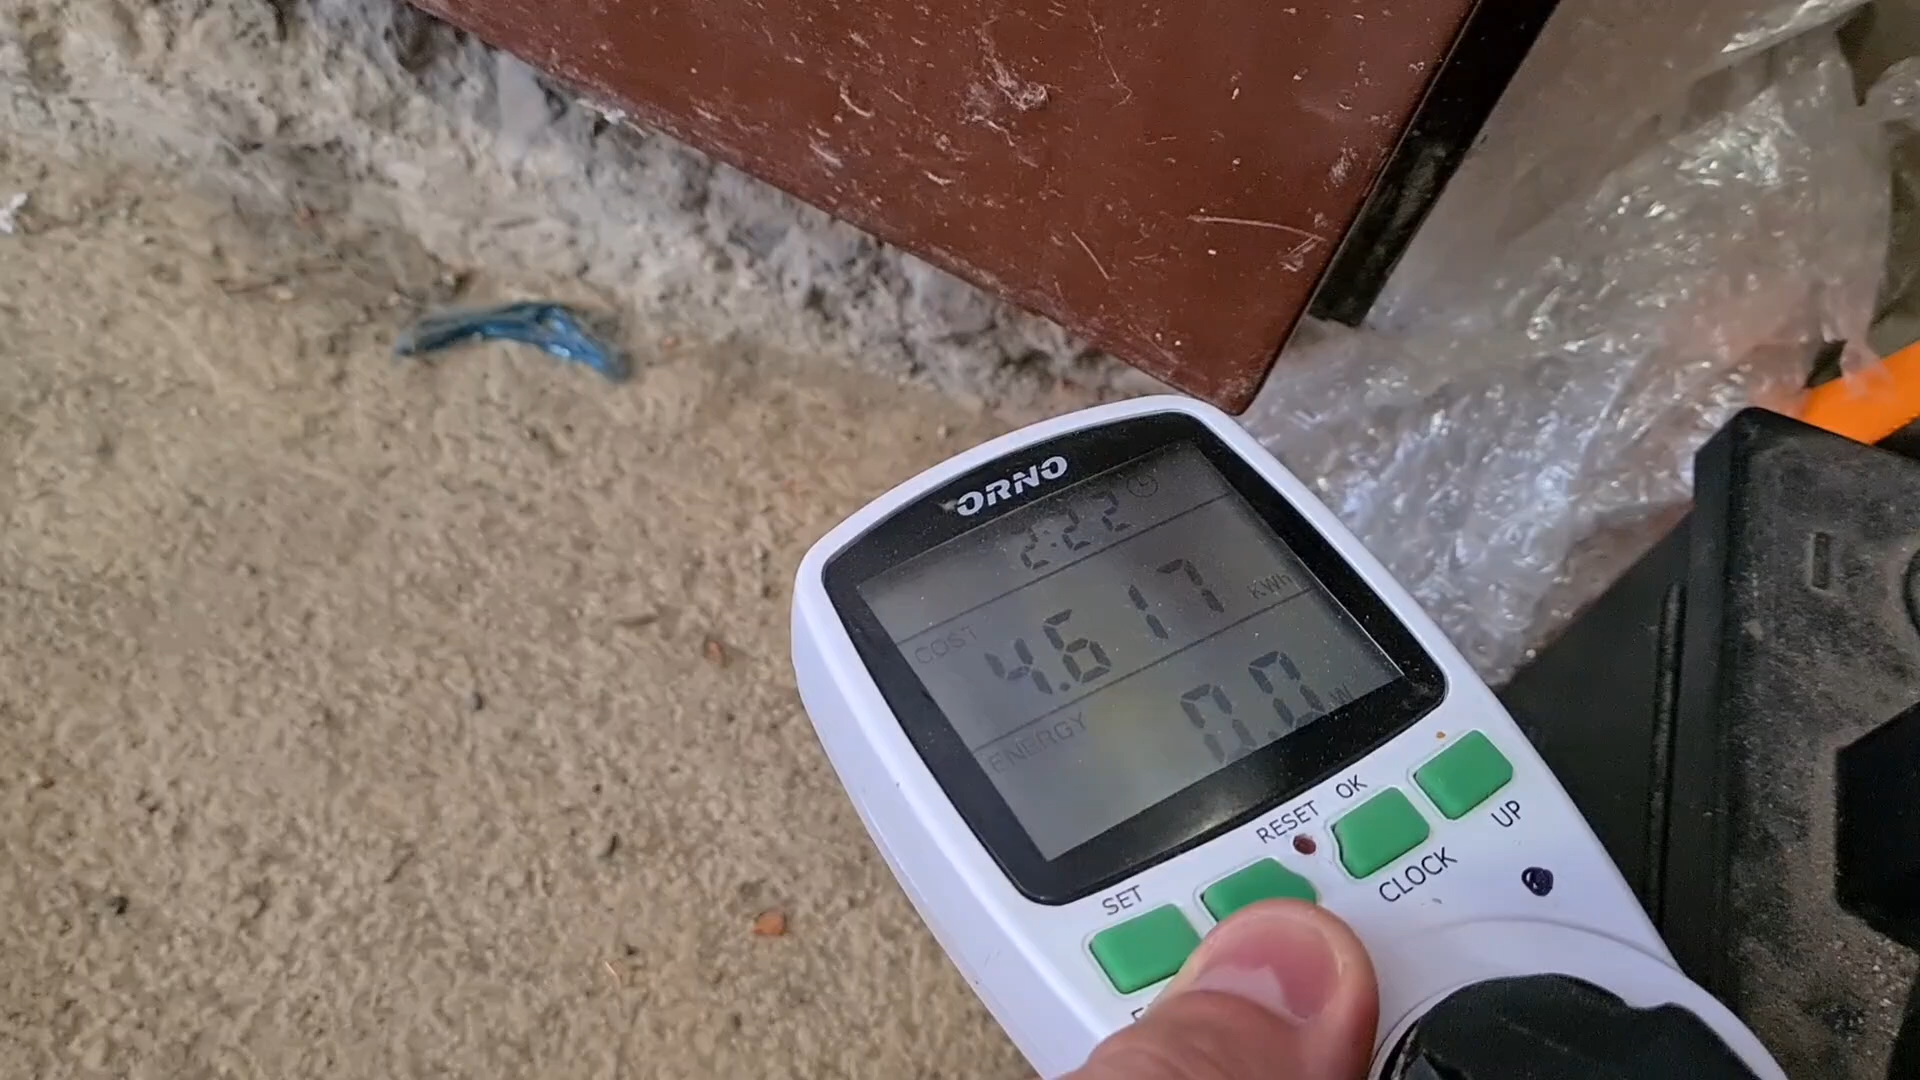 ORNO
2:22
COST 4.617 KWh
ENERGY 0.0 W
SET RESET OK UP
CLOCK